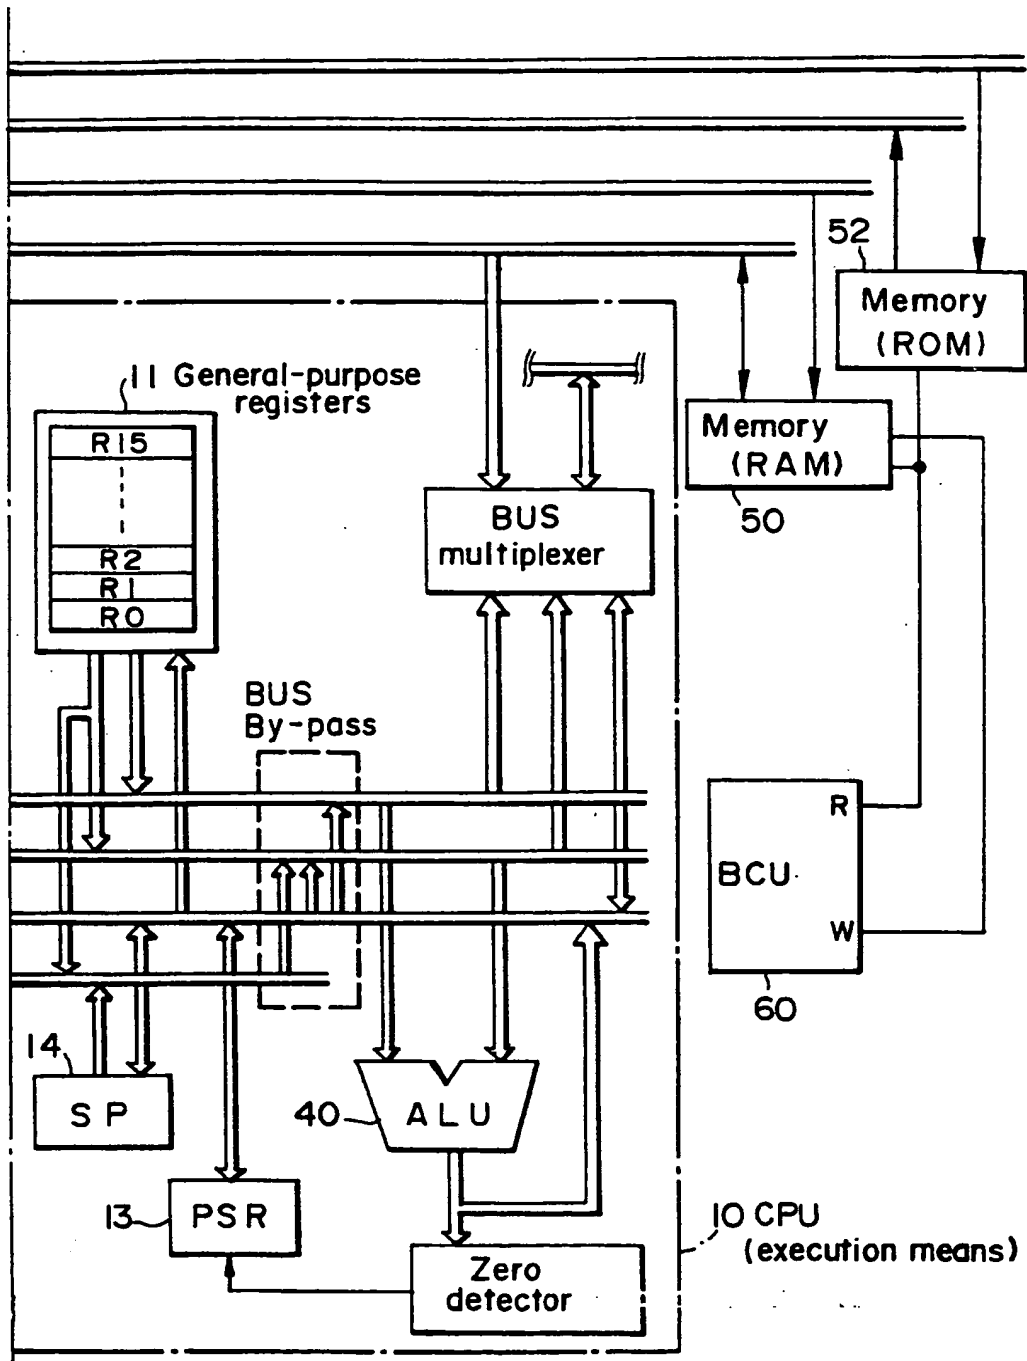 52
Memory
(ROM)
11 General-purpose
registers
R15
R2
R1
R0
Memory
(RAM)
50
BUS
multiplexer
BUS
By-pass
R
BCU
W
60
14
SP
40
ALU
13
PSR
Zero
detector
10 CPU
(execution means)